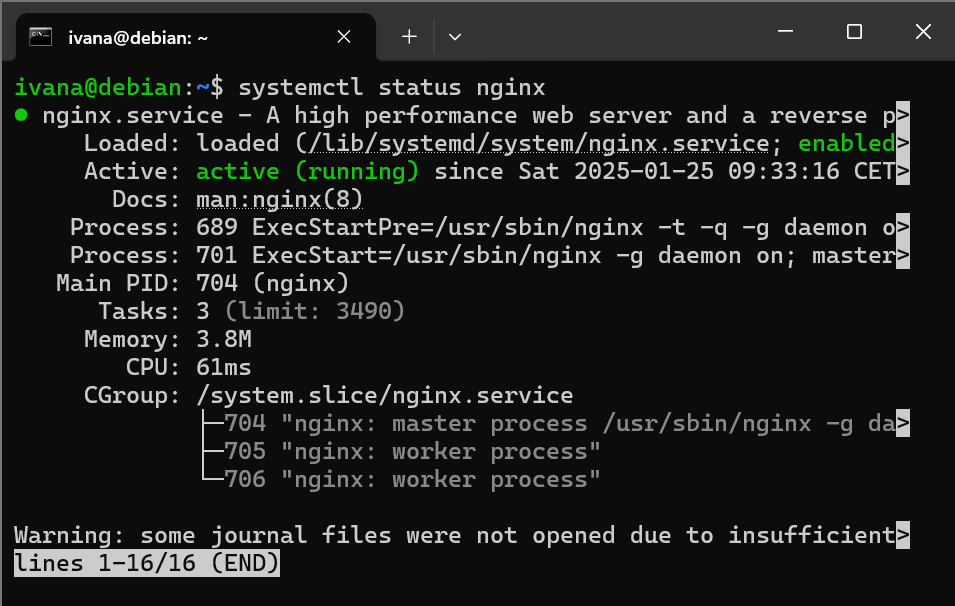 ivana@debian: ~
ivana@debian:~$ systemctl status nginx
● nginx.service - A high performance web server and a reverse p>
     Loaded: loaded (/lib/systemd/system/nginx.service; enabled>
     Active: active (running) since Sat 2025-01-25 09:33:16 CET>
       Docs: man:nginx(8)
    Process: 689 ExecStartPre=/usr/sbin/nginx -t -q -g daemon o>
    Process: 701 ExecStart=/usr/sbin/nginx -g daemon on; master>
   Main PID: 704 (nginx)
      Tasks: 3 (limit: 3490)
     Memory: 3.8M
        CPU: 61ms
     CGroup: /system.slice/nginx.service
             ├─704 "nginx: master process /usr/sbin/nginx -g da>
             ├─705 "nginx: worker process"
             └─706 "nginx: worker process"
Warning: some journal files were not opened due to insufficient>
lines 1-16/16 (END)